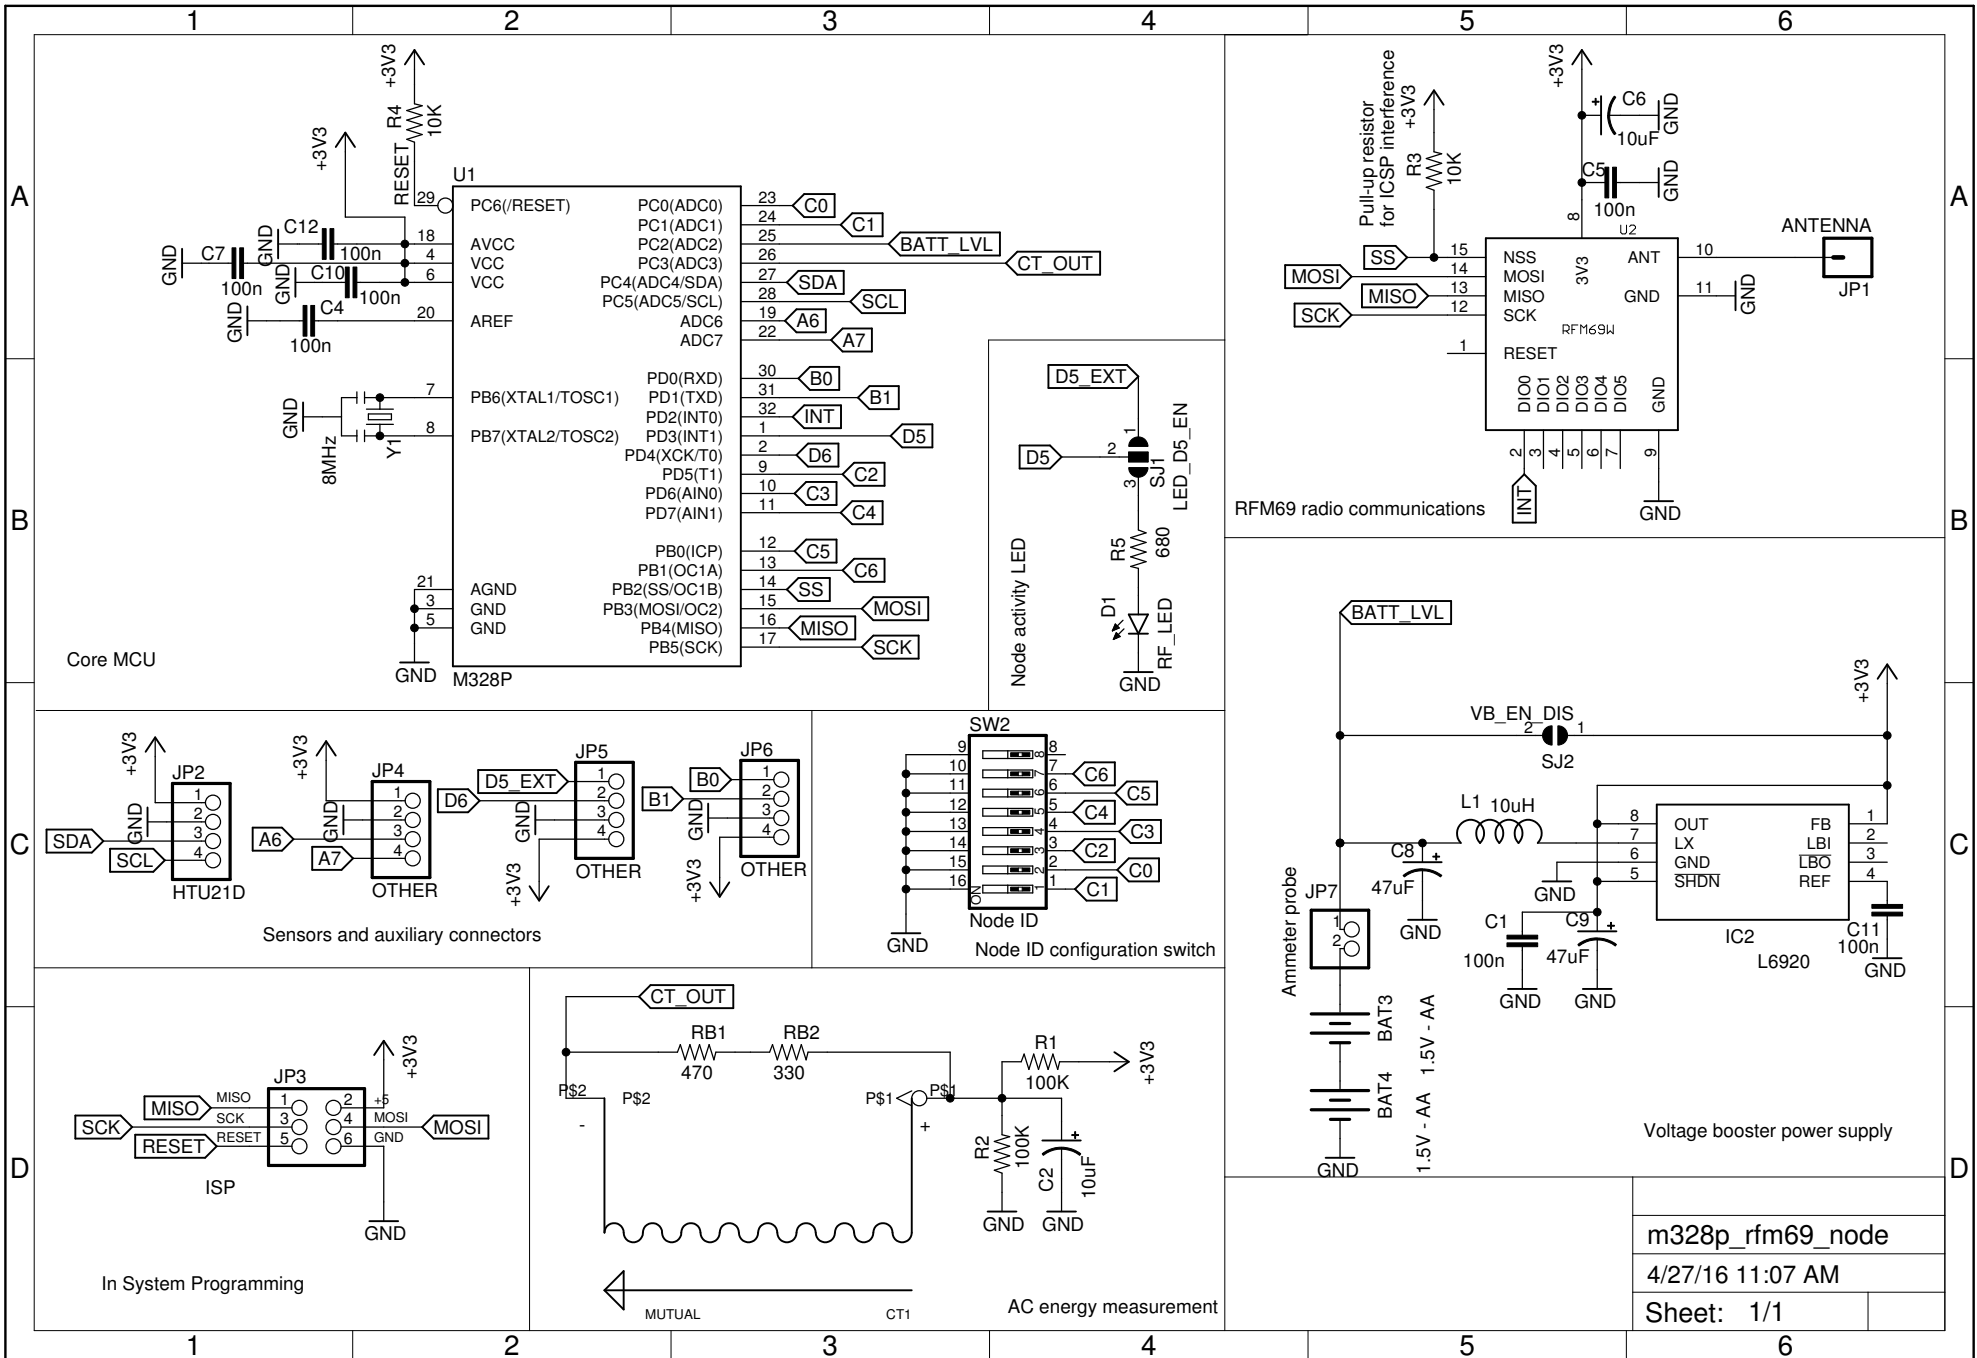 1 2 3 4 5 6
A
B
C
D
+3V3
R4
10K
RESET
+3V3
U1
M328P
29 PC6(/RESET)
18 AVCC
4 VCC
6 VCC
20 AREF
7 PB6(XTAL1/TOSC1)
8 PB7(XTAL2/TOSC2)
21 AGND
3 GND
5 GND
GND
C12
100n
GND
C7
100n
GND
C10
100n
GND
C4
100n
GND
GND
8MHz
Y1
PC0(ADC0) 23 C0
PC1(ADC1) 24 C1
PC2(ADC2) 25 BATT_LVL
PC3(ADC3) 26 CT_OUT
PC4(ADC4/SDA) 27 SDA
PC5(ADC5/SCL) 28 SCL
ADC6 19 A6
ADC7 22 A7
PD0(RXD) 30 B0
PD1(TXD) 31 B1
PD2(INT0) 32 INT
PD3(INT1) 1 D5
PD4(XCK/T0) 2 D6
PD5(T1) 9 C2
PD6(AIN0) 10 C3
PD7(AIN1) 11 C4
PB0(ICP) 12 C5
PB1(OC1A) 13 C6
PB2(SS/OC1B) 14 SS
PB3(MOSI/OC2) 15 MOSI
PB4(MISO) 16 MISO
PB5(SCK) 17 SCK
Core MCU
D5_EXT
D5
1
2
3
SJ1
LED_D5_EN
R5
680
D1
RF_LED
GND
Node activity LED
Pull-up resistor
for ICSP interference
+3V3
R3
10K
+3V3
C6
10uF
+
GND
C5
100n
GND
8
U2
3V3
RFM69W
SS 15 NSS
MOSI 14 MOSI
MISO 13 MISO
SCK 12 SCK
1 RESET
ANT 10
GND 11
GND
ANTENNA
JP1
DIO0 DIO1 DIO2 DIO3 DIO4 DIO5 GND
2 3 4 5 6 7 9
INT
GND
RFM69 radio communications
+3V3
JP2
1
2
3
4
GND
SDA
SCL
HTU21D
+3V3
JP4
1
2
3
4
GND
A6
A7
OTHER
JP5
D5_EXT
D6
1
2
3
4
GND
+3V3
OTHER
JP6
B0
B1
1
2
3
4
GND
+3V3
OTHER
Sensors and auxiliary connectors
SW2
9 8 8
10 7 7 C6
11 6 6 C5
12 5 5 C4
13 4 4 C3
14 3 3 C2
15 2 2 C0
16 ON 1 1 C1
Node ID
GND
Node ID configuration switch
BATT_LVL
+3V3
VB_EN_DIS
2 1
SJ2
L1 10uH
C8
47uF
+
GND
8 OUT
7 LX
6 GND
5 SHDN
FB 1
LBI 2
LBO 3
REF 4
IC2
L6920
GND
C1
100n
GND
C9
47uF
+
GND
C11
100n
GND
JP7
1
2
Ammeter probe
BAT3
1.5V - AA
BAT4
1.5V - AA
GND
Voltage booster power supply
JP3
MISO MISO 1
SCK SCK 3
RESET RESET 5
2 +5
4 MOSI MOSI
6 GND
+3V3
GND
ISP
In System Programming
CT_OUT
RB1
470
RB2
330
P$2
P$2
-
P$1
P$1
+
R1
100K
+3V3
R2
100K
C2
10uF
+
GND
GND
MUTUAL
CT1
AC energy measurement
m328p_rfm69_node
4/27/16 11:07 AM
Sheet: 1/1
A
B
C
D
1 2 3 4 5 6